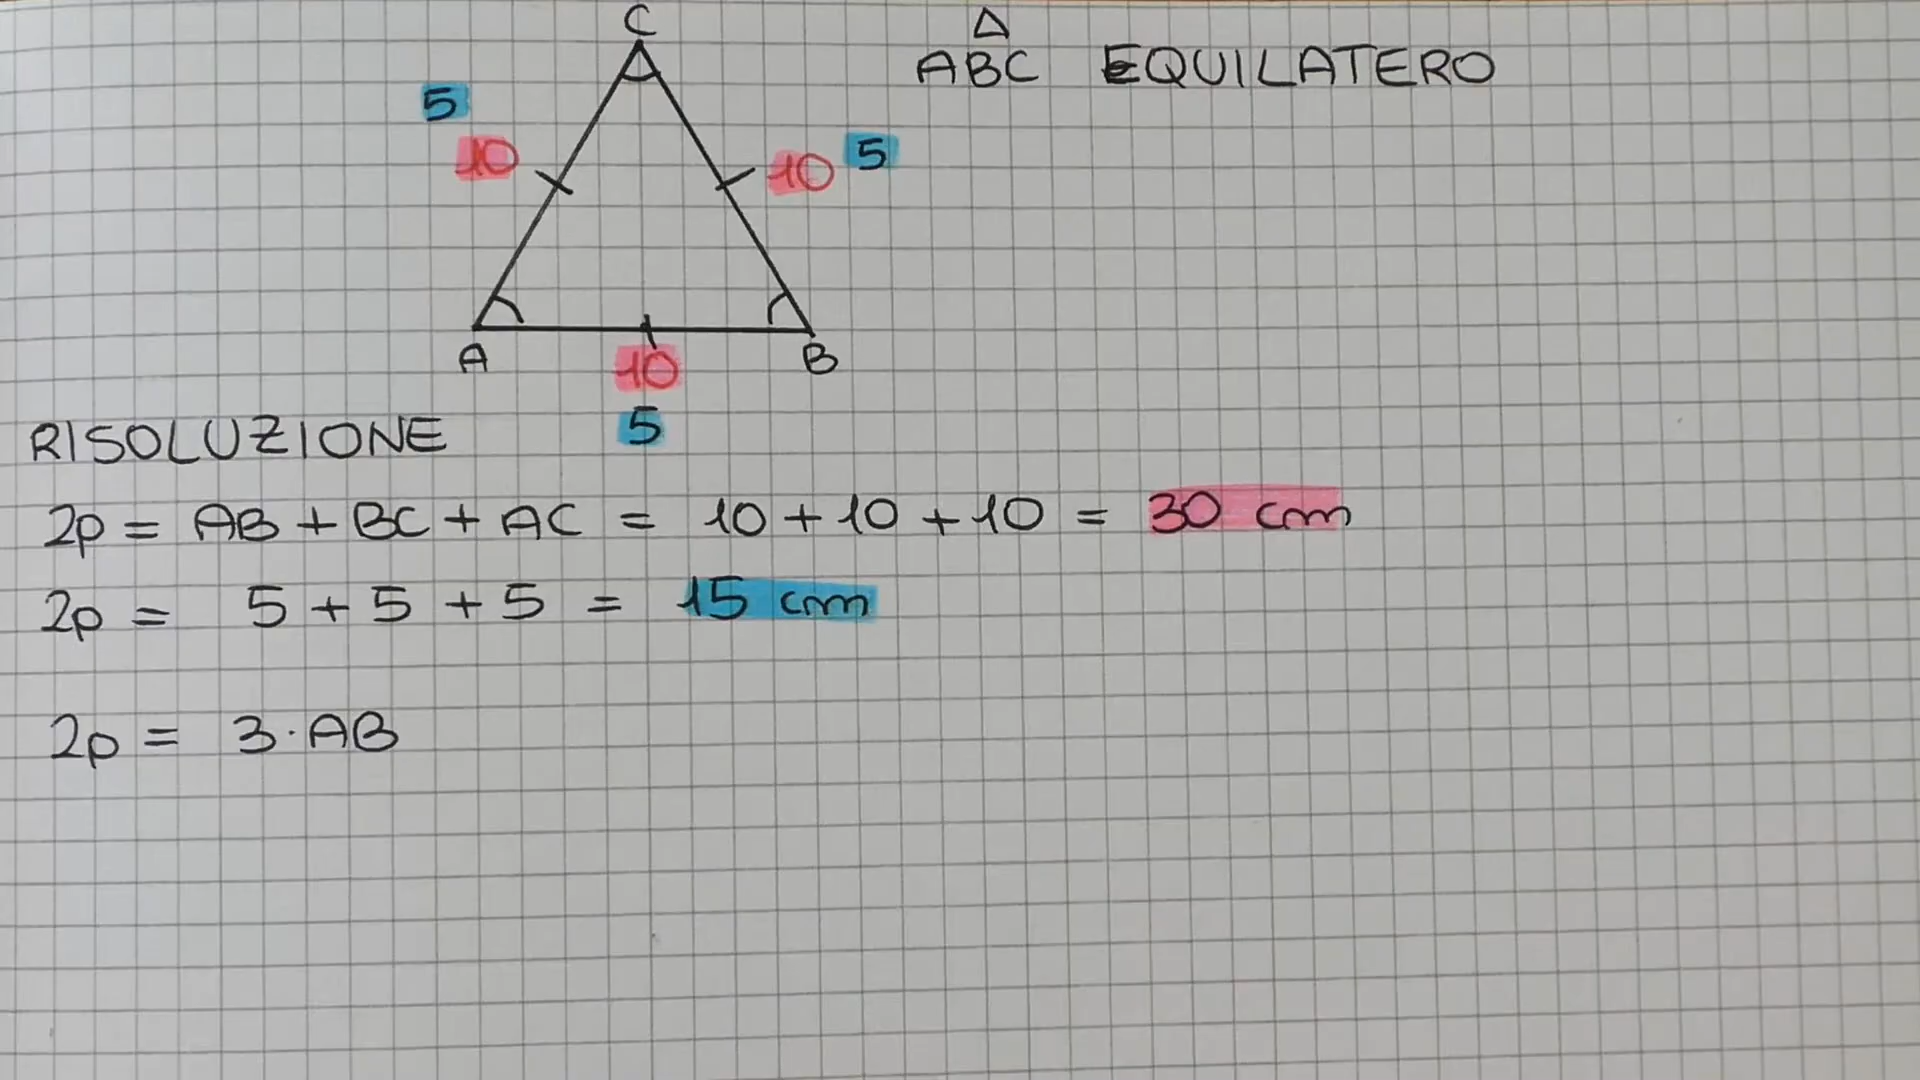 C
△
ABC EQUILATERO
5
10
10 5
A
B
10
5
RISOLUZIONE
2p = AB + BC + AC = 10 + 10 + 10 = 30 cm
2p = 5 + 5 + 5 = 15 cm
2p = 3·AB